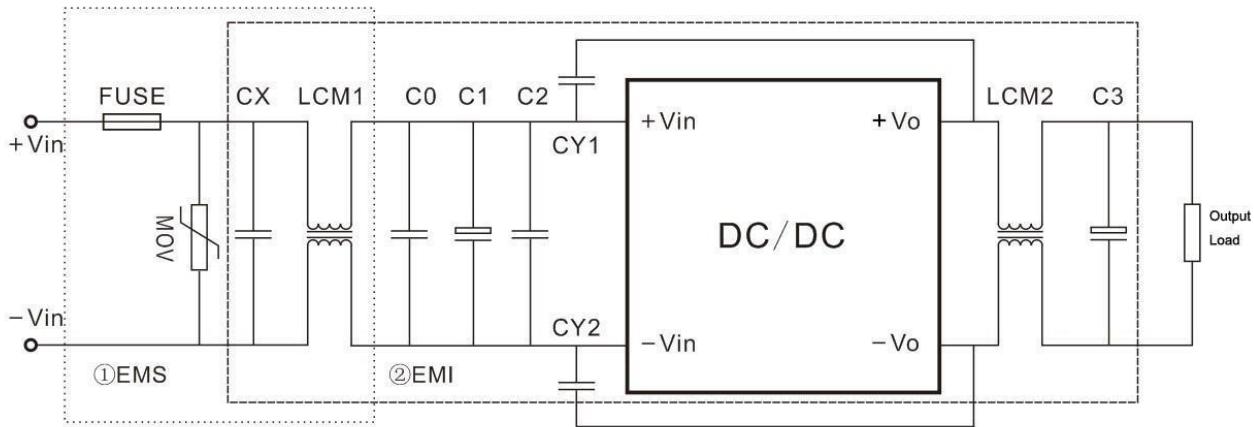 FUSE CX LCM1 C0 C1 C2 LCM2 C3
+Vin CY1 +Vin +Vo
MOV DC/DC Output
Load
-Vin CY2 -Vin -Vo
①EMS ②EMI